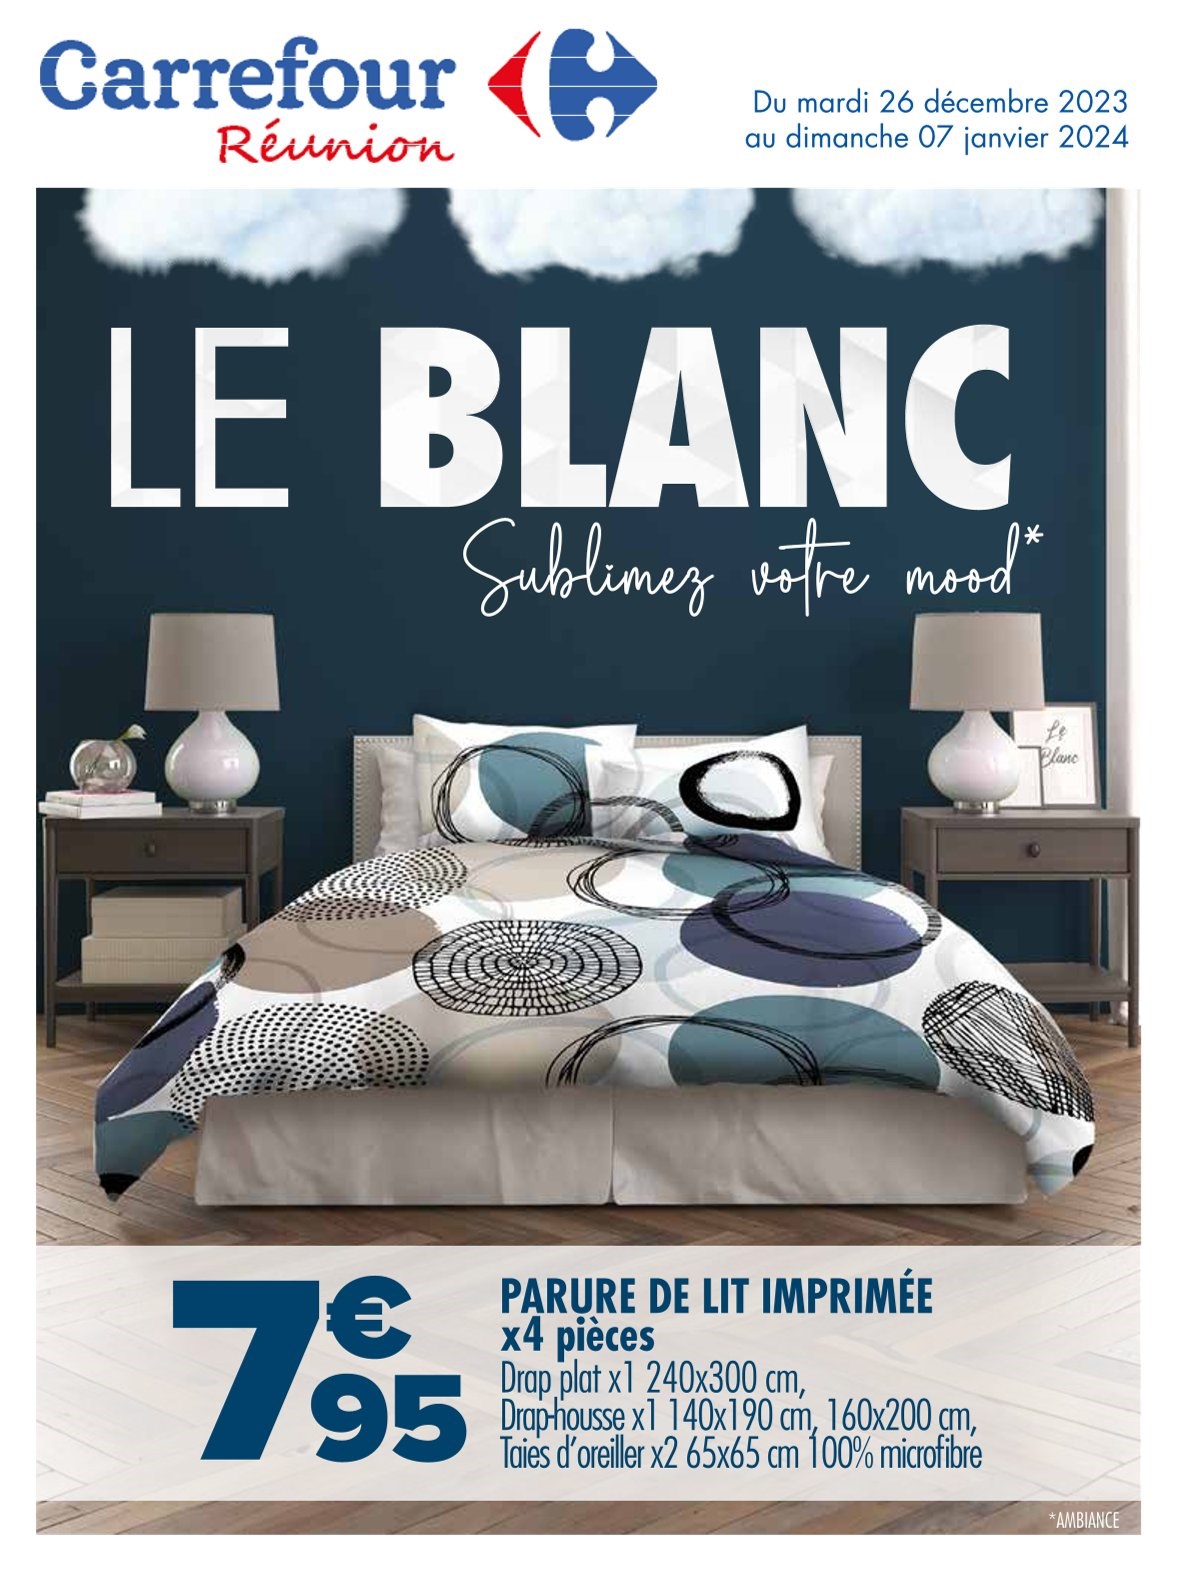 Carrefour
Réunion
Du mardi 26 décembre 2023
au dimanche 07 janvier 2024
LE BLANC
Sublimez votre mood*
Le
Blanc
7€95
PARURE DE LIT IMPRIMÉE
x4 pièces
Drap plat x1 240x300 cm,
Drap-housse x1 140x190 cm, 160x200 cm,
Taies d'oreiller x2 65x65 cm 100% microfibre
*AMBIANCE